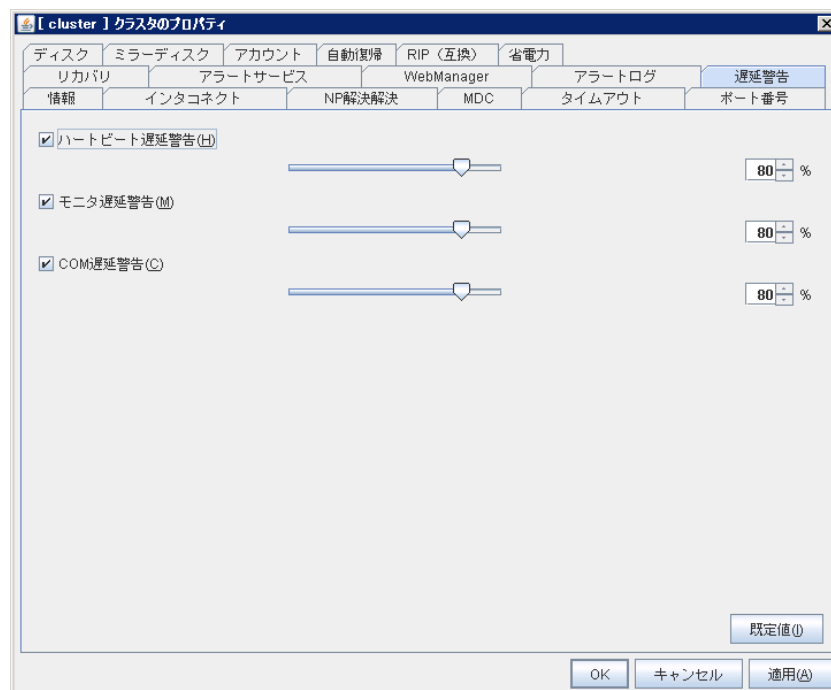 [ cluster ] クラスタのプロパティ
ディスク ミラーディスク アカウント 自動復帰 RIP（互換） 省電力
リカバリ アラートサービス WebManager アラートログ 遅延警告
情報 インタコネクト NP解決解決 MDC タイムアウト ポート番号
ハートビート遅延警告(H)
80 %
モニタ遅延警告(M)
80 %
COM遅延警告(C)
80 %
既定値(I)
OK キャンセル 適用(A)